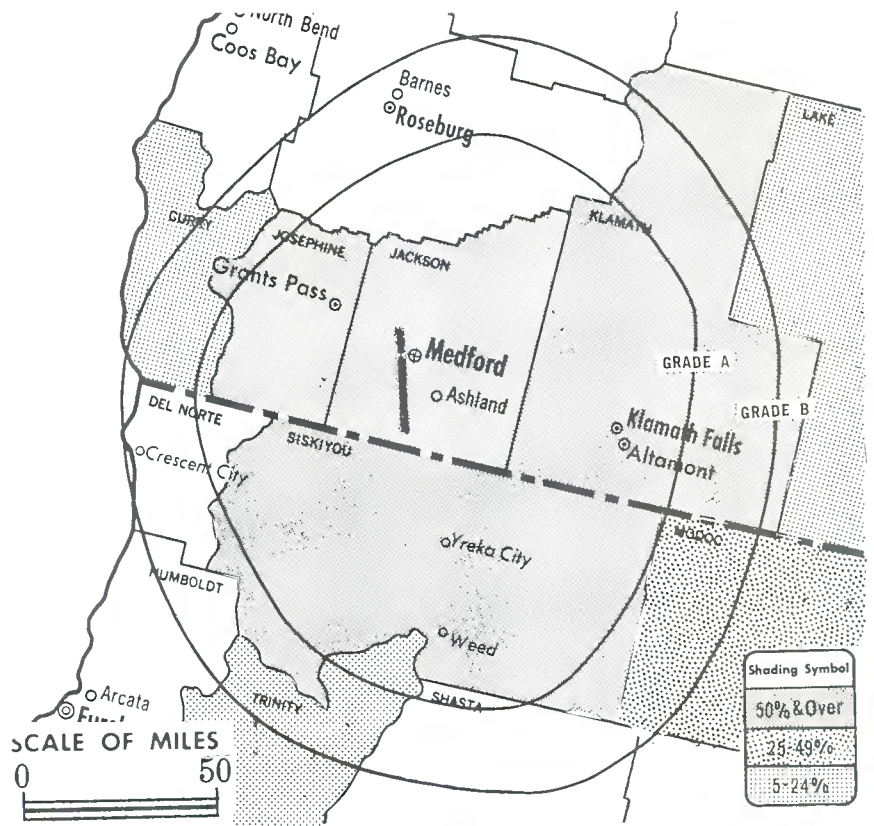 North Bend
Coos Bay
Barnes
Roseburg
LAKE
CURRY
JOSEPHINE
JACKSON
KLAMATH
Grants Pass
Medford
GRADE A
Ashland
GRADE B
DEL NORTE
Klamath Falls
Altamont
SISKIYOU
Crescent City
MODOC
Yreka City
HUMBOLDT
Weed
Shading Symbol
50% & Over
25-49%
5-24%
TRINITY
SHASTA
Arcata
SCALE OF MILES
0 50